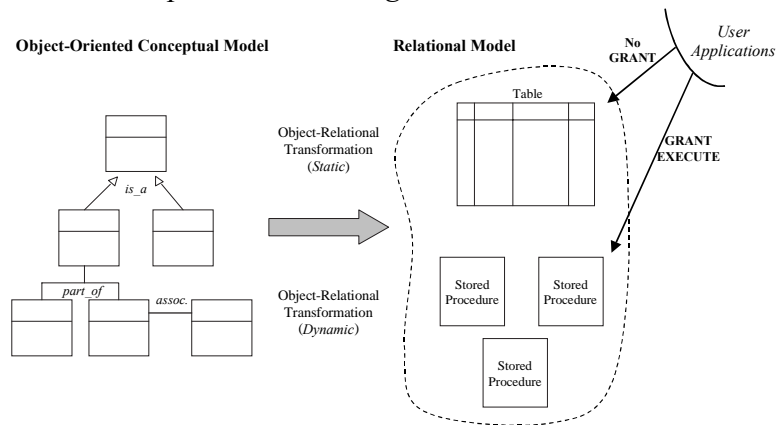 Object-Oriented Conceptual Model
Relational Model
User
Applications
No
GRANT
Table
GRANT
EXECUTE
Object-Relational
Transformation
(Static)
is_a
part_of
assoc.
Object-Relational
Transformation
(Dynamic)
Stored
Procedure
Stored
Procedure
Stored
Procedure